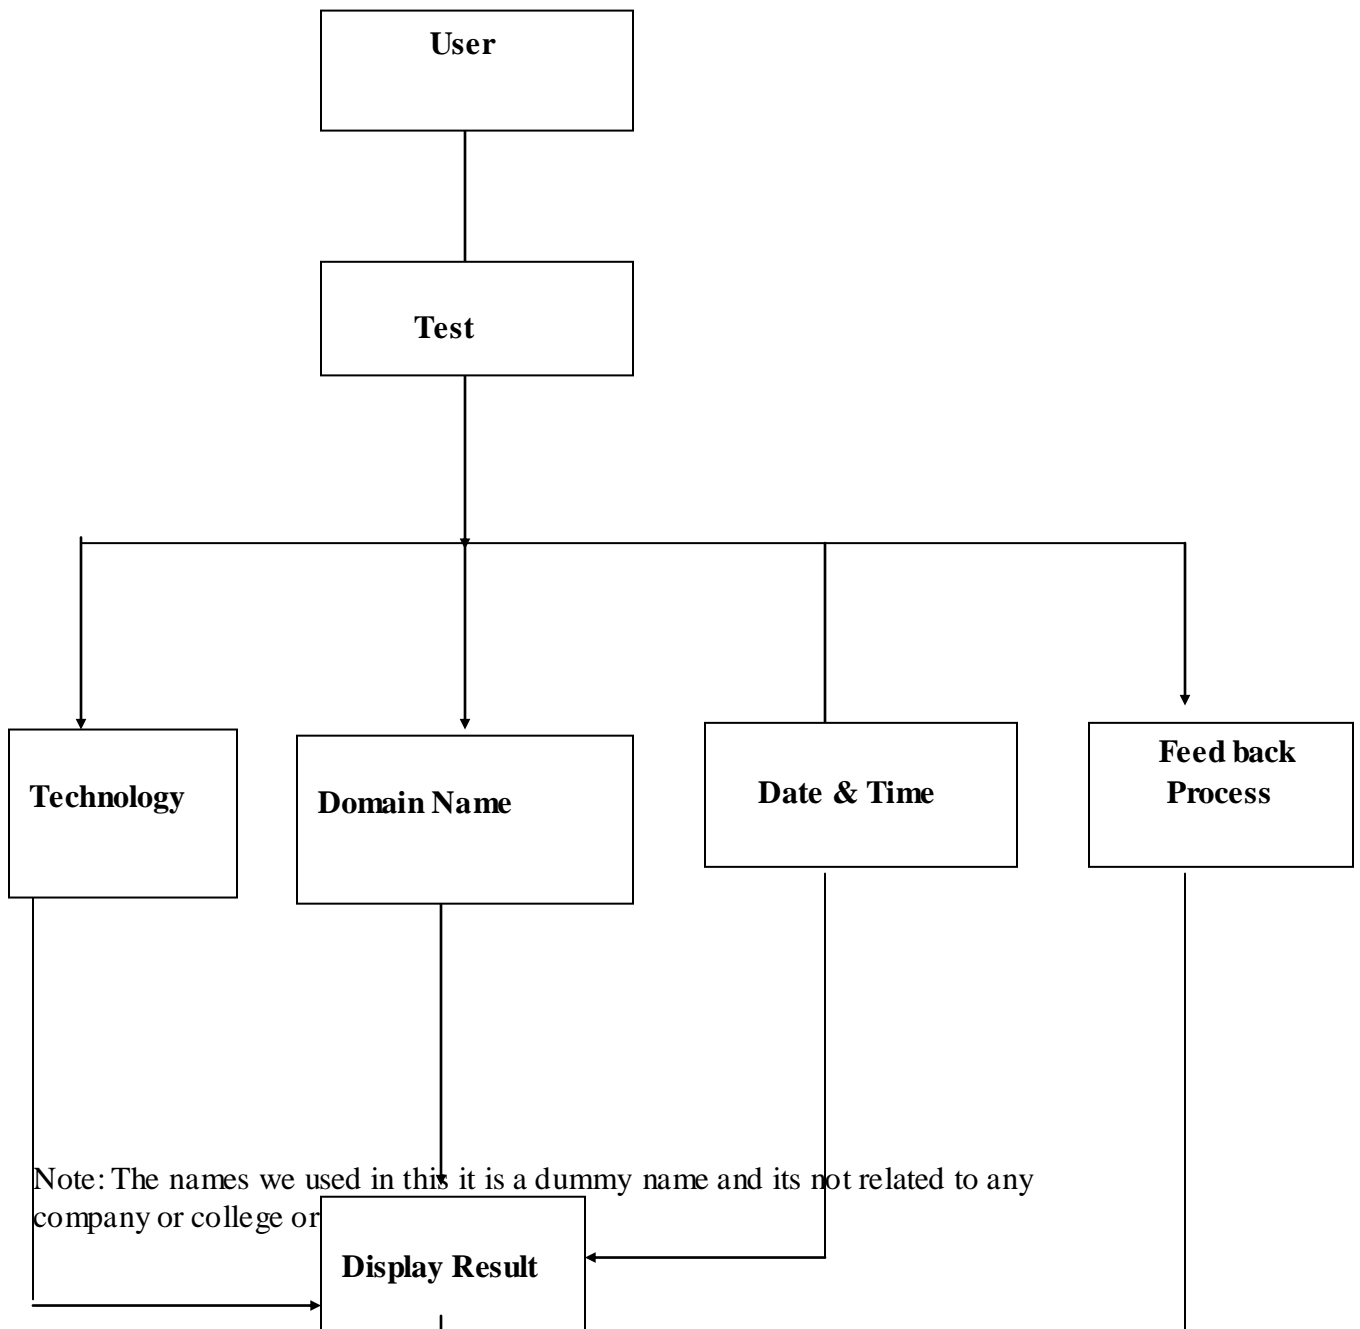 User
Test
Technology
Domain Name
Date & Time
Feed back
Process
Note: The names we used in this it is a dummy name and its not related to any
company or college or
Display Result